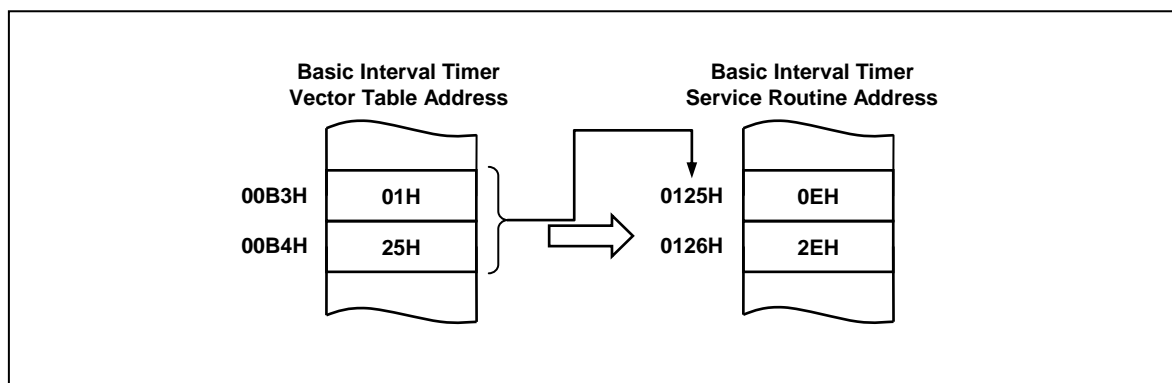 Basic Interval Timer
Vector Table Address
00B3H 01H
00B4H 25H
Basic Interval Timer
Service Routine Address
0125H 0EH
0126H 2EH